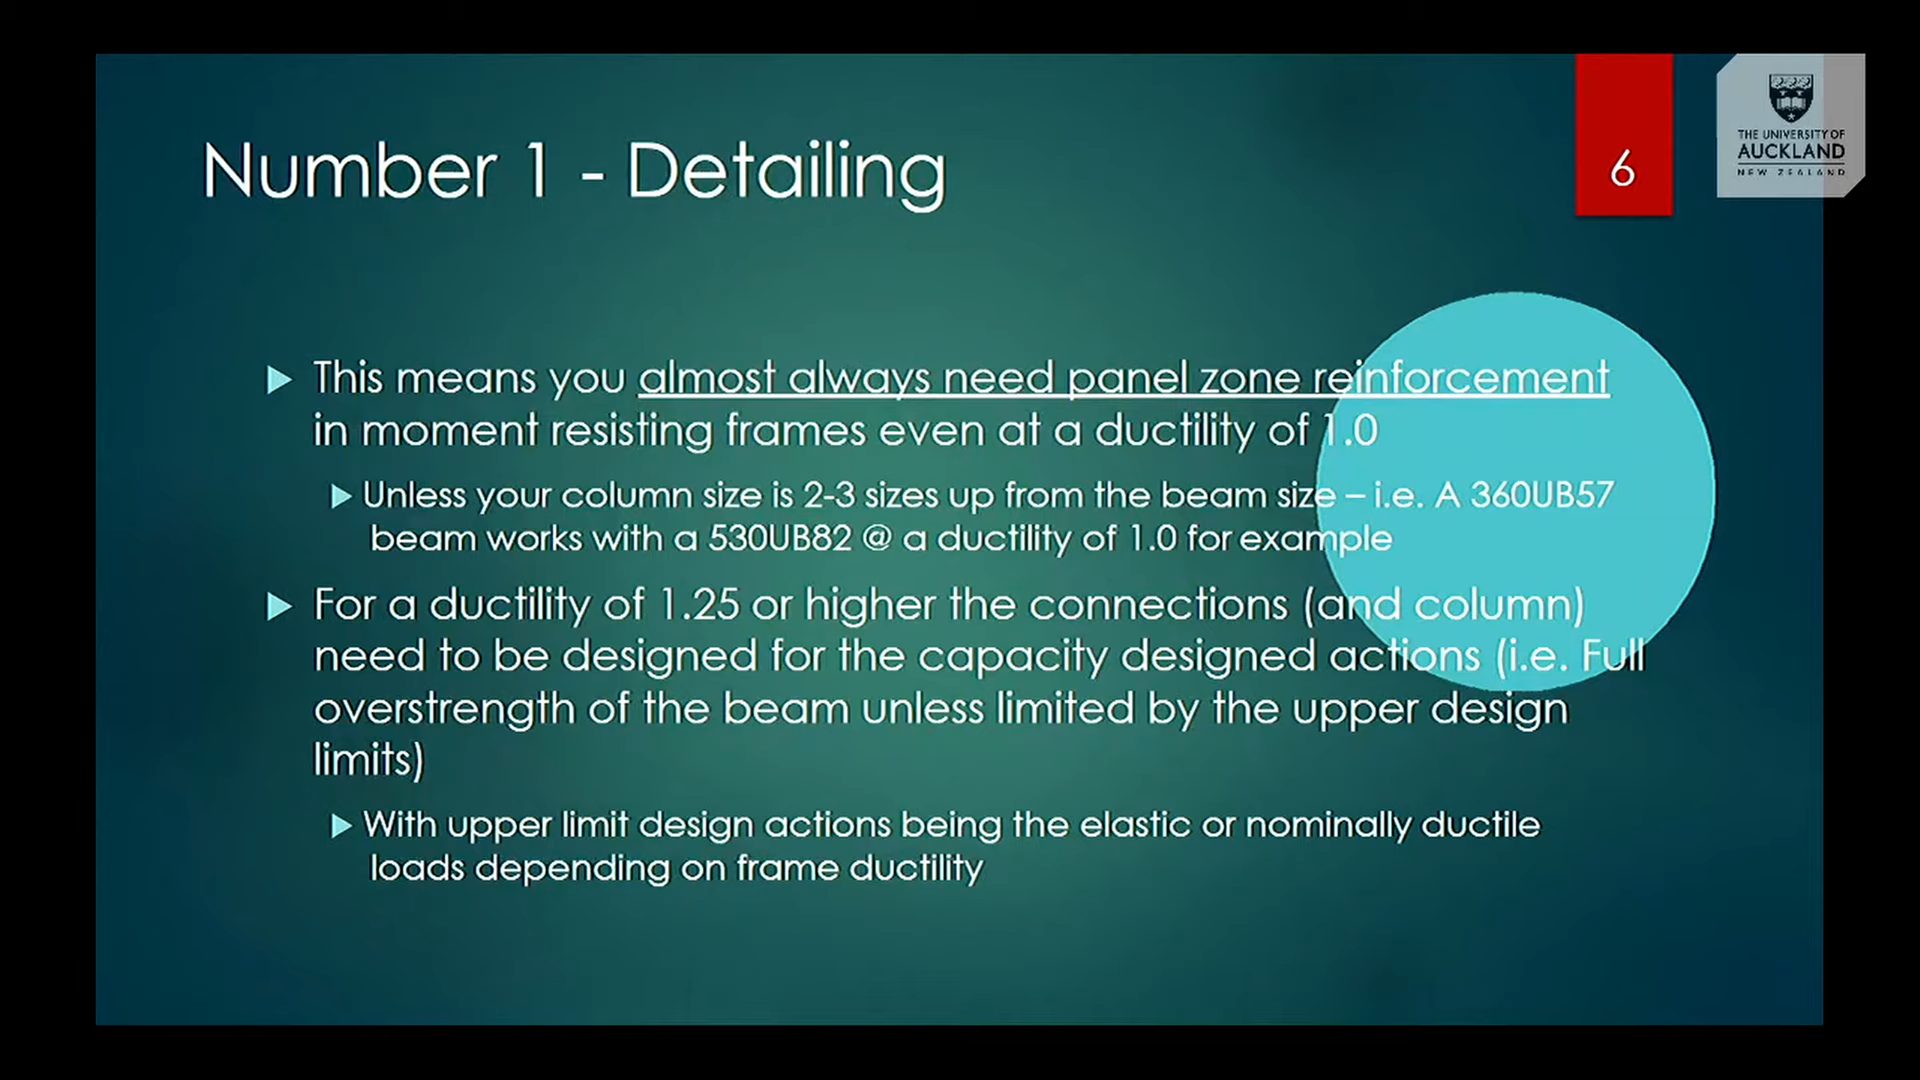 Number 1 - Detailing
6
THE UNIVERSITY OF
AUCKLAND
NEW ZEALAND
This means you almost always need panel zone reinforcement
in moment resisting frames even at a ductility of 1.0
Unless your column size is 2-3 sizes up from the beam size – i.e. A 360UB57
beam works with a 530UB82 @ a ductility of 1.0 for example
For a ductility of 1.25 or higher the connections (and column)
need to be designed for the capacity designed actions (i.e. Full
overstrength of the beam unless limited by the upper design
limits)
With upper limit design actions being the elastic or nominally ductile
loads depending on frame ductility